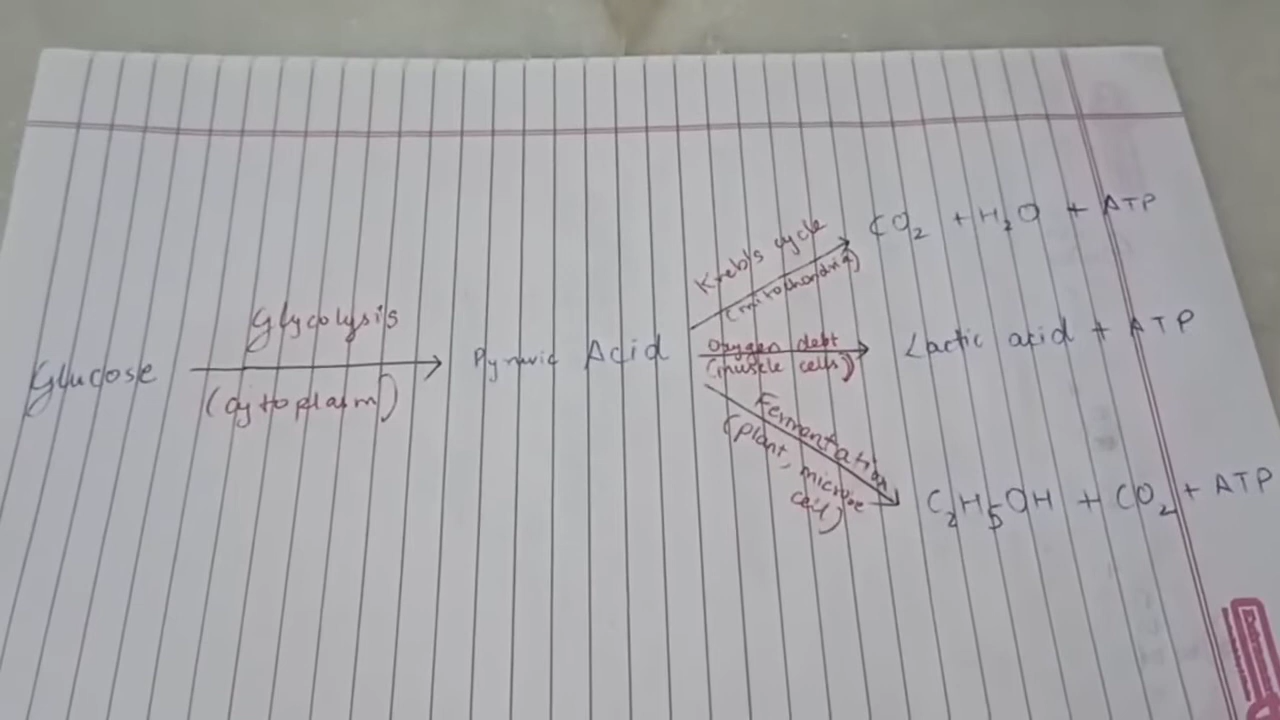 Glucose
Glycolysis
(cytoplasm)
Pyruvic Acid
Kreb's cycle
(mitochondria)
CO₂ + H₂O + ATP
Oxygen debt
(muscle cells)
Lactic acid + ATP
Fermentation
(plant, microbe
cell)
C₂H₅OH + CO₂ + ATP